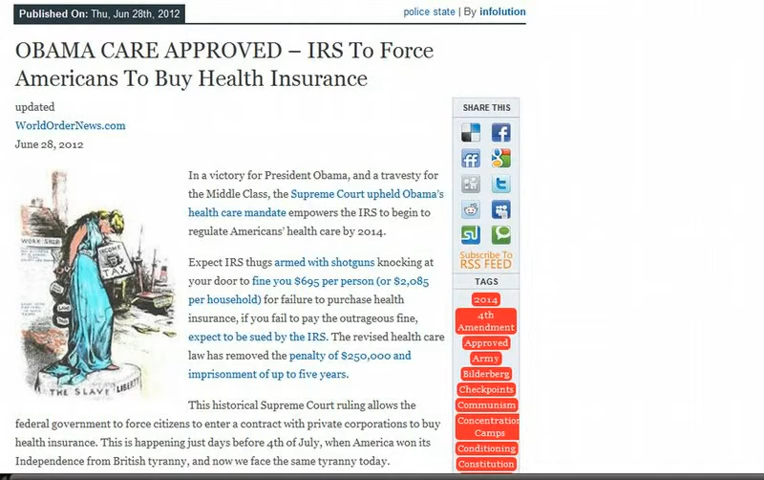 Published On: Thu, Jun 28th, 2012
police state | By infolution
OBAMA CARE APPROVED – IRS To Force
Americans To Buy Health Insurance
updated
WorldOrderNews.com
June 28, 2012
In a victory for President Obama, and a travesty for
the Middle Class, the Supreme Court upheld Obama's
health care mandate empowers the IRS to begin to
regulate Americans' health care by 2014.
Expect IRS thugs armed with shotguns knocking at
your door to fine you $695 per person (or $2,085
per household) for failure to purchase health
insurance, if you fail to pay the outrageous fine,
expect to be sued by the IRS. The revised health care
law has removed the penalty of $250,000 and
imprisonment of up to five years.
This historical Supreme Court ruling allows the
federal government to force citizens to enter a contract with private corporations to buy
health insurance. This is happening just days before 4th of July, when America won its
Independence from British tyranny, and now we face the same tyranny today.
WORK SHOP
INCOME
TAX
THE SLAVE LIBERTY
SHARE THIS
Subscribe To
RSS FEED
TAGS
2014
4th
Amendment
Approved
Army
Bilderberg
Checkpoints
Communism
Concentration
Camps
Conditioning
Constitution